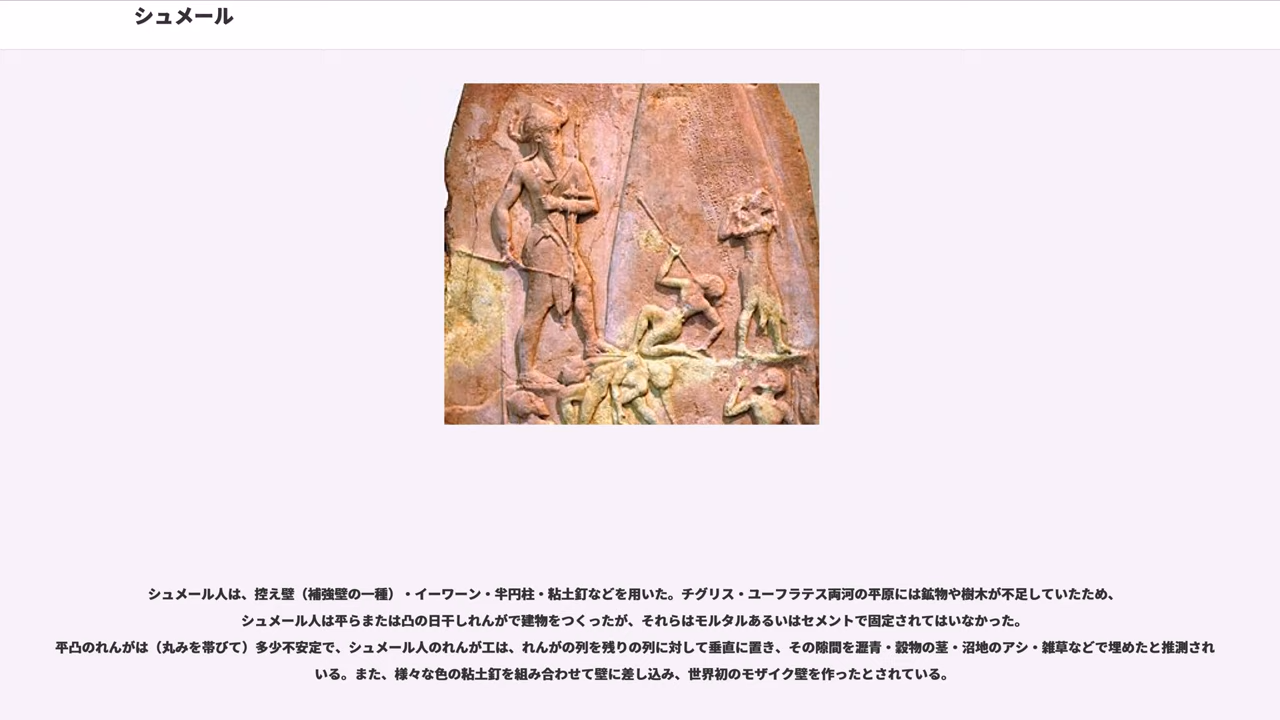 シュメール
シュメール人は、控え壁（補強壁の一種）・イーワーン・半円柱・粘土釘などを用いた。チグリス・ユーフラテス両河の平原には鉱物や樹木が不足していたため、
シュメール人は平らまたは凸の日干しれんがで建物をつくったが、それらはモルタルあるいはセメントで固定されてはいなかった。
平凸のれんがは（丸みを帯びて）多少不安定で、シュメール人のれんが工は、れんがの列を残りの列に対して垂直に置き、その隙間を瀝青・穀物の茎・沼地のアシ・雑草などで埋めたと推測され
いる。また、様々な色の粘土釘を組み合わせて壁に差し込み、世界初のモザイク壁を作ったとされている。